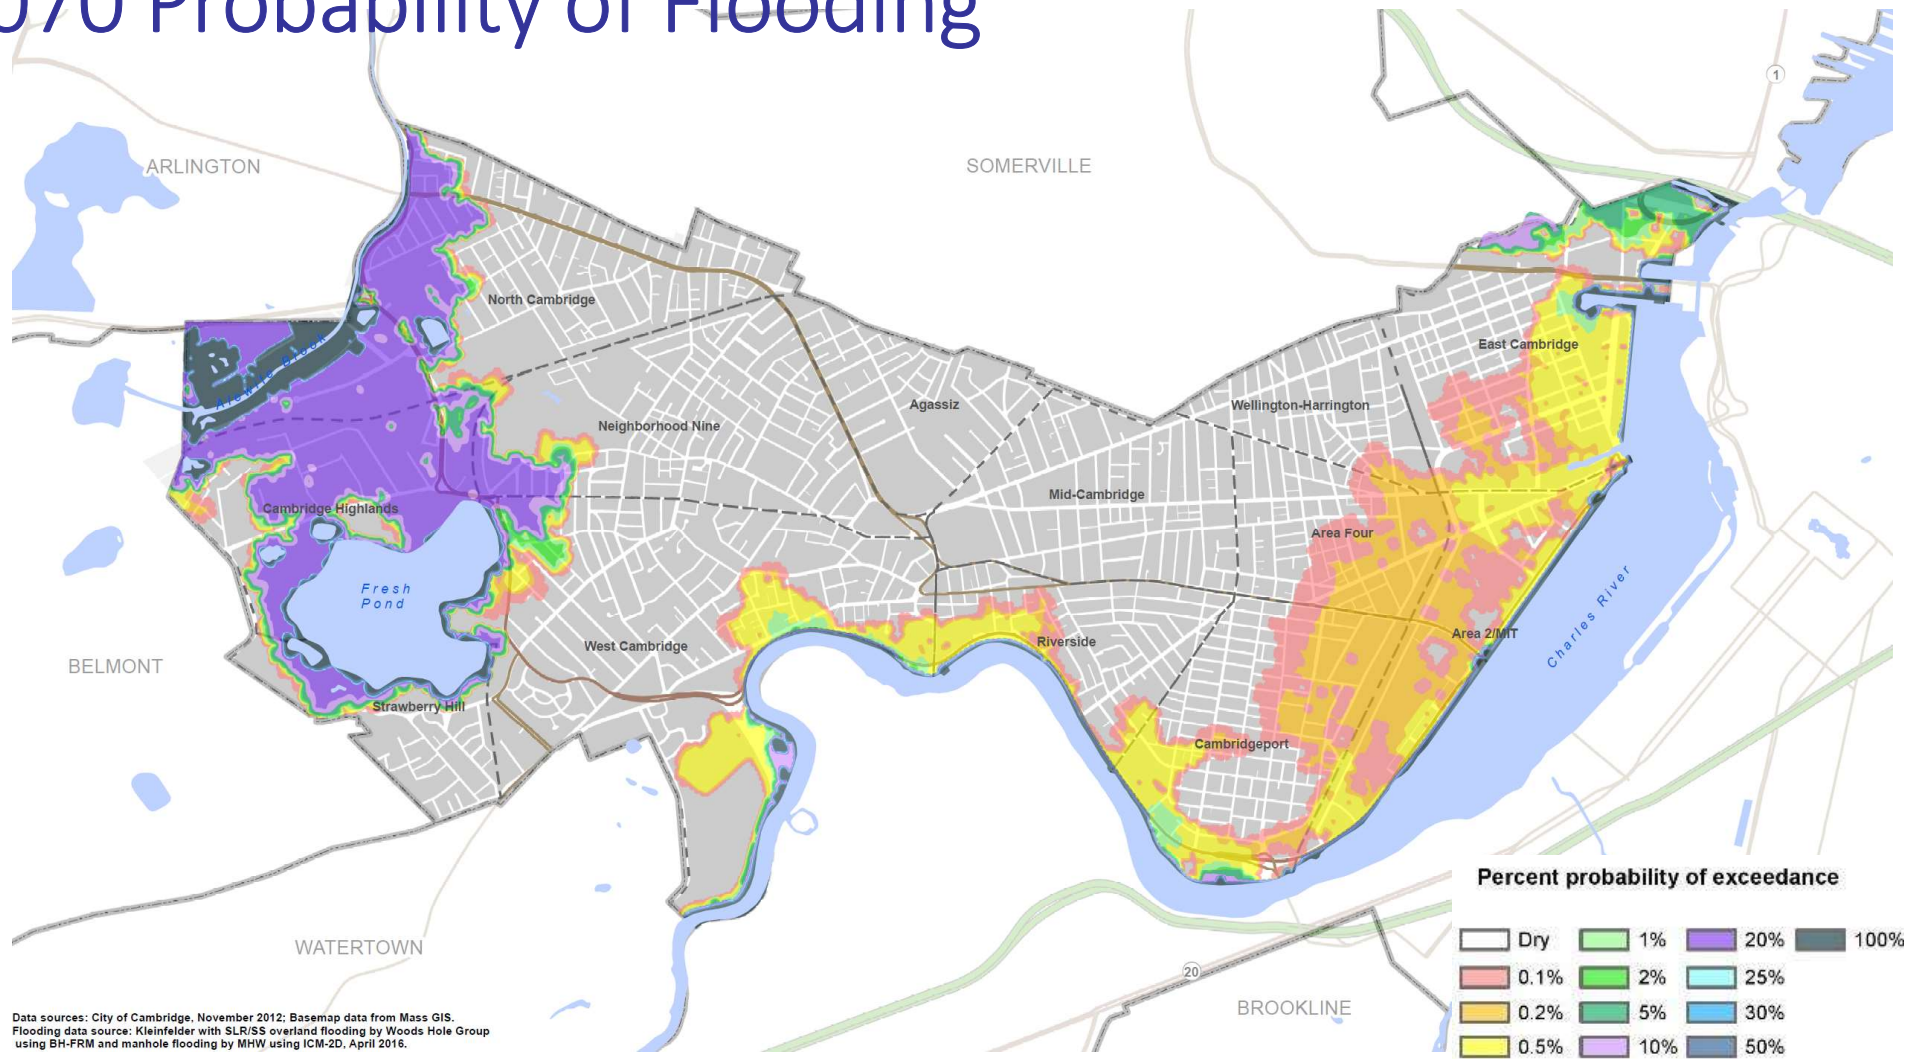 070 Probability of Flooding
1
ARLINGTON
SOMERVILLE
North Cambridge
East Cambridge
Alewife Brook
Agassiz
Wellington-Harrington
Neighborhood Nine
Mid-Cambridge
Cambridge Highlands
Area Four
Fresh
Pond
Charles River
Area 2/MIT
Riverside
West Cambridge
BELMONT
Strawberry Hill
Cambridgeport
Percent probability of exceedance
Dry 1% 20% 100%
0.1% 2% 25%
0.2% 5% 30%
0.5% 10% 50%
WATERTOWN
20
BROOKLINE
Data sources: City of Cambridge, November 2012; Basemap data from Mass GIS.
Flooding data source: Kleinfelder with SLR/SS overland flooding by Woods Hole Group
using BH-FRM and manhole flooding by MHW using ICM-2D, April 2016.